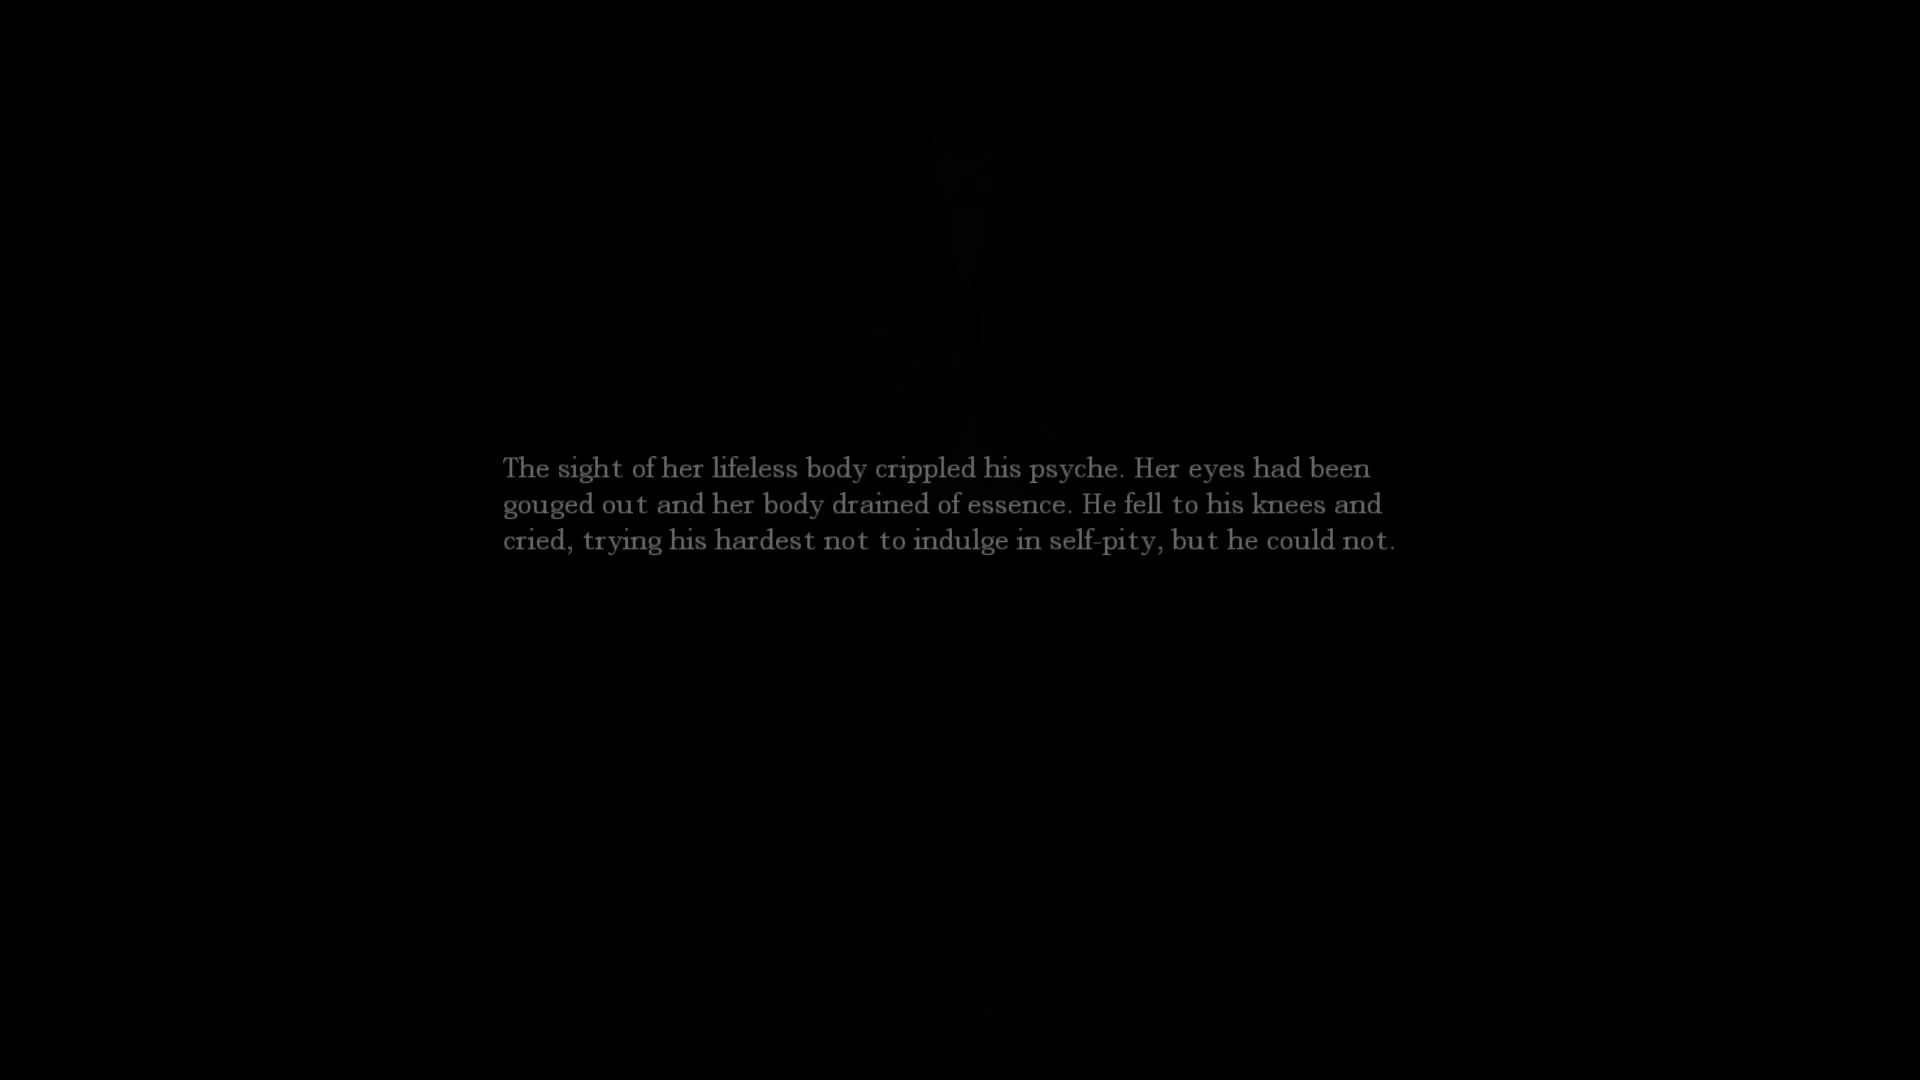 The sight of her lifeless body crippled his psyche. Her eyes had been
gouged out and her body drained of essence. He fell to his knees and
cried, trying his hardest not to indulge in self-pity, but he could not.